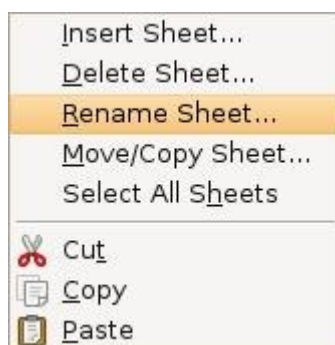 Insert Sheet...
Delete Sheet...
Rename Sheet...
Move/Copy Sheet...
Select All Sheets
Cut
Copy
Paste